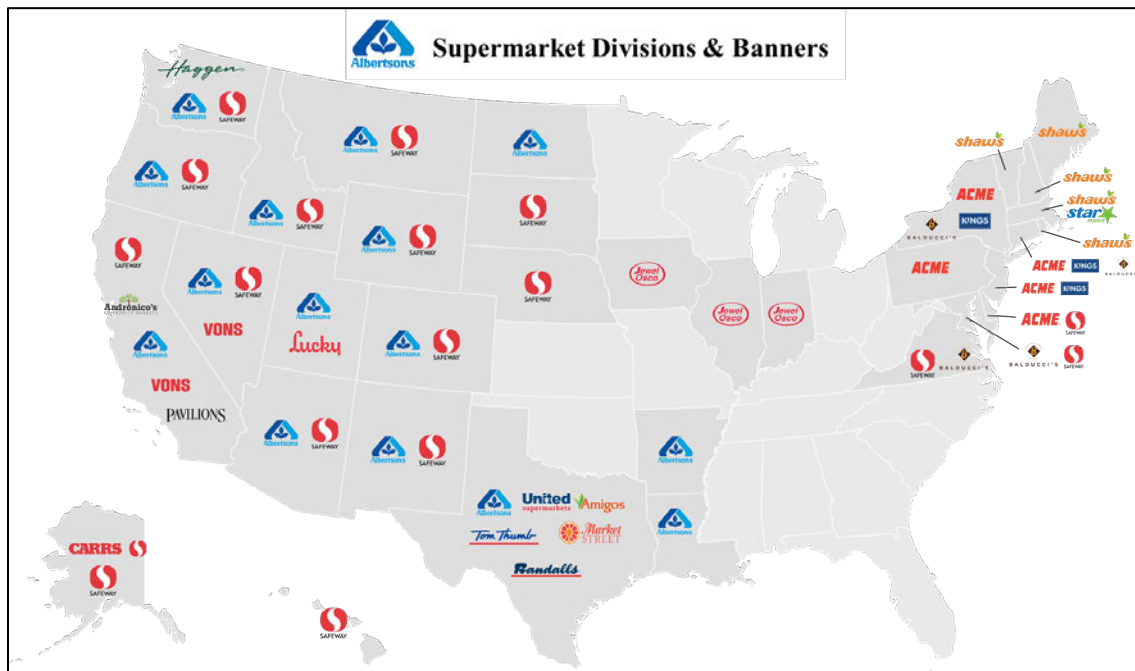 Albertsons
Supermarket Divisions & Banners
Haggen
Albertsons SAFEWAY
Albertsons SAFEWAY
Albertsons
Albertsons SAFEWAY
SAFEWAY
Albertsons SAFEWAY
Albertsons SAFEWAY
SAFEWAY
SAFEWAY
Albertsons SAFEWAY
VONS
Andronico's
Albertsons
VONS
PAVILIONS
Albertsons
Lucky
Albertsons SAFEWAY
Albertsons SAFEWAY
Albertsons SAFEWAY
Jewel Osco
Jewel Osco
Jewel Osco
Albertsons
Albertsons
Albertsons
United
supermarkets
Amigos
Tom Thumb
Market
STREET
Randalls
CARRS
SAFEWAY
SAFEWAY
shaw's
shaw's
shaw's
shaw's
star
market
shaw's
ACME
BALDUCCI'S KINGS
ACME
ACME KINGS BALDUCCI'S
ACME KINGS
ACME SAFEWAY
BALDUCCI'S SAFEWAY
SAFEWAY BALDUCCI'S